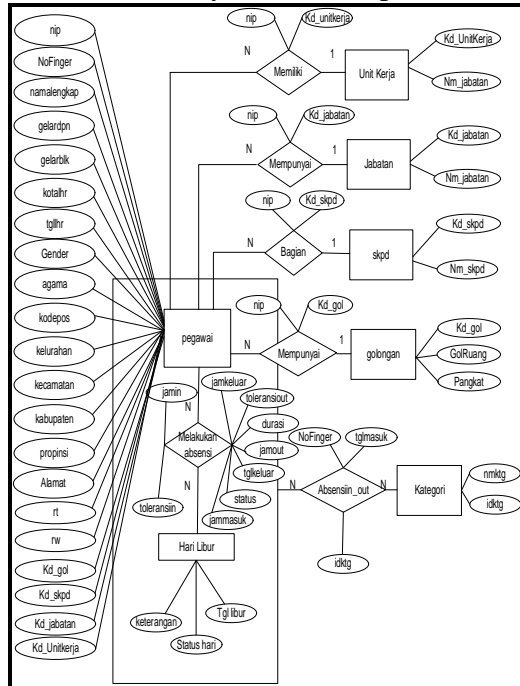 nip
NoFinger
namalengkap
gelardpn
gelarblk
kotalhr
tgllhr
Gender
agama
kodepos
kelurahan
kecamatan
kabupaten
propinsi
Alamat
rt
rw
Kd_gol
Kd_skpd
Kd_jabatan
Kd_Unitkerja
nip
Kd_unitkerja
N
Memiliki
1
Unit Kerja
Kd_UnitKerja
Nm_jabatan
nip
Kd_jabatan
N
Mempunyai
1
Jabatan
Kd_jabatan
Nm_jabatan
nip
Kd_skpd
N
Bagian
1
skpd
Kd_skpd
Nm_skpd
pegawai
nip
Kd_gol
N
Mempunyai
1
golongan
Kd_gol
GolRuang
Pangkat
jamin
N
jamkeluar
toleransiout
durasi
Melakukan
absensi
jamout
tglkeluar
status
toleransiin
N
jammasuk
NoFinger
tglmasuk
N
Absensiin_out
N
Kategori
nmktg
idktg
idktg
Hari Libur
keterangan
Status hari
Tgl libur